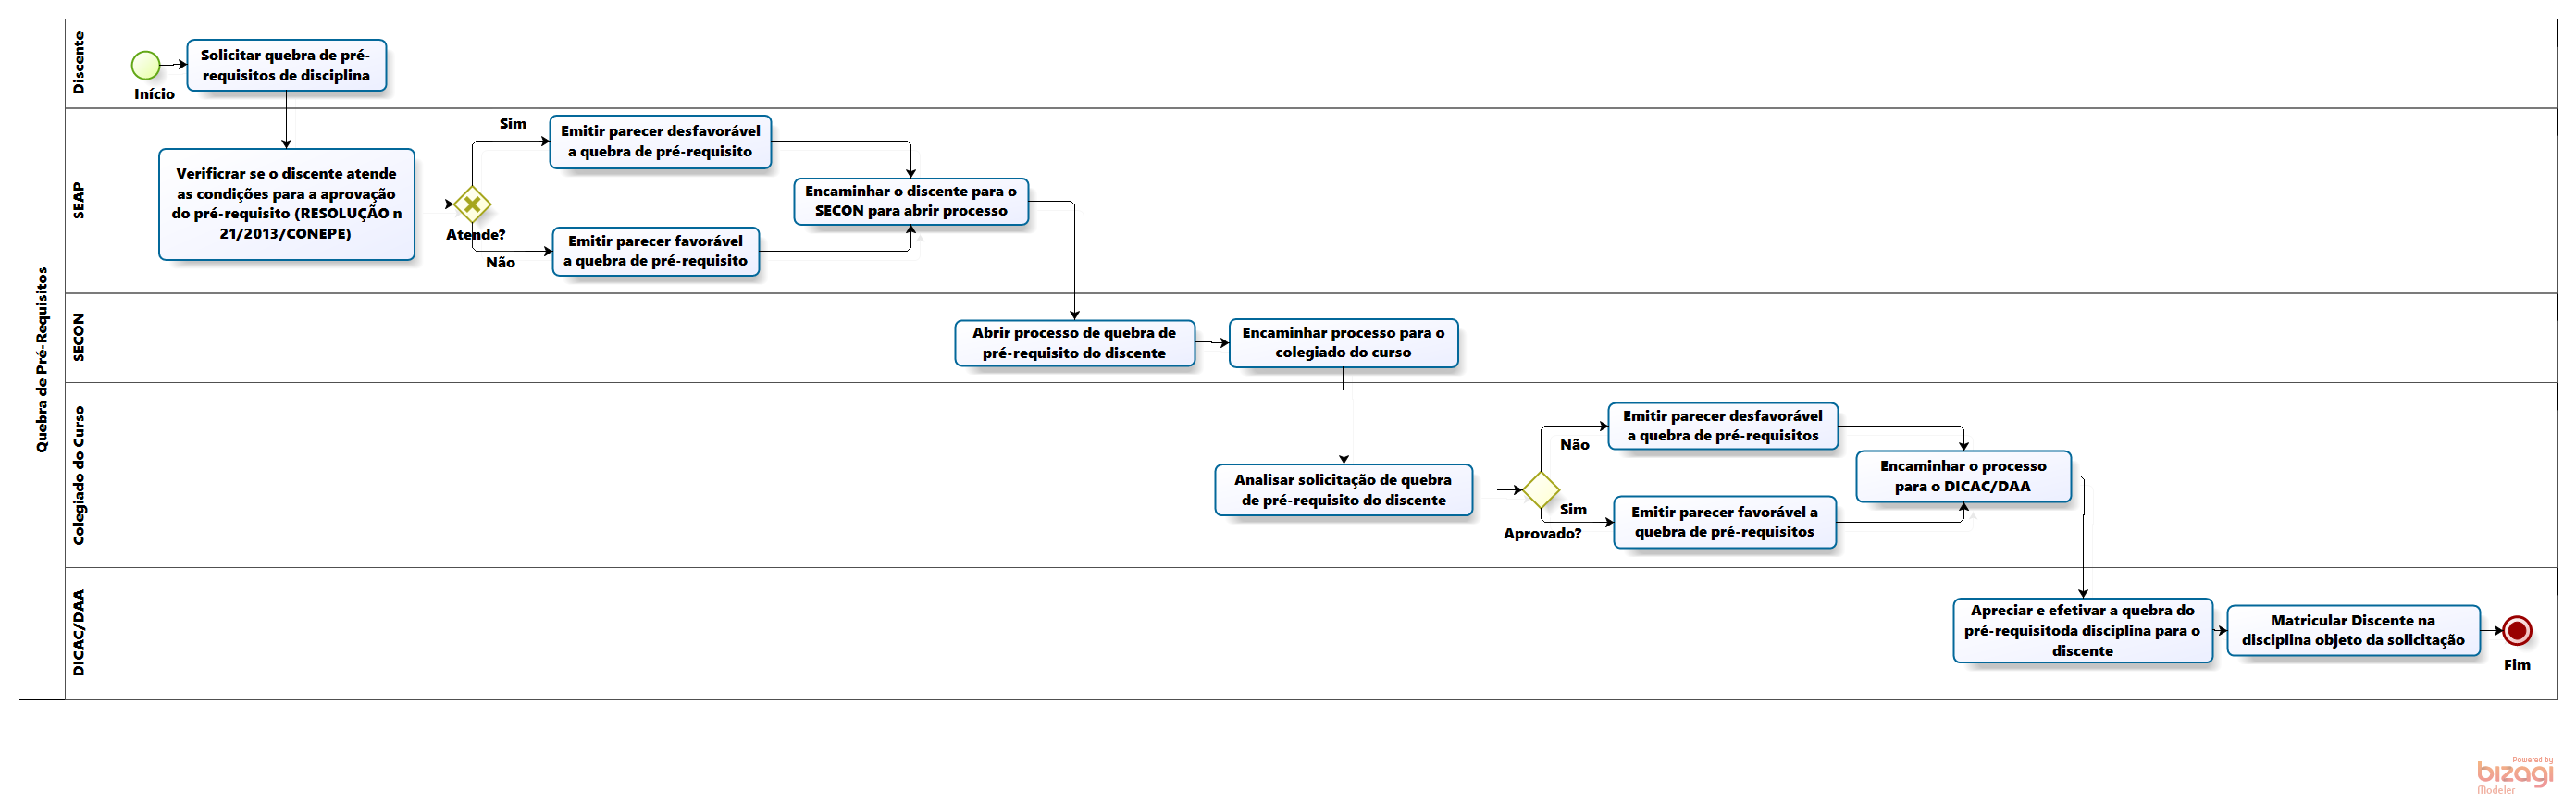 Quebra de Pré-Requisitos
Discente
Início
Solicitar quebra de pré-
requisitos de disciplina
SEAP
Verificrar se o discente atende
as condições para a aprovação
do pré-requisito (RESOLUÇÃO n
21/2013/CONEPE)
Atende?
Sim
Emitir parecer desfavorável
a quebra de pré-requisito
Não
Emitir parecer favorável
a quebra de pré-requisito
Encaminhar o discente para o
SECON para abrir processo
SECON
Abrir processo de quebra de
pré-requisito do discente
Encaminhar processo para o
colegiado do curso
Colegiado do Curso
Analisar solicitação de quebra
de pré-requisito do discente
Aprovado?
Não
Emitir parecer desfavorável
a quebra de pré-requisitos
Sim
Emitir parecer favorável a
quebra de pré-requisitos
Encaminhar o processo
para o DICAC/DAA
DICAC/DAA
Apreciar e efetivar a quebra do
pré-requisitoda disciplina para o
discente
Matricular Discente na
disciplina objeto da solicitação
Fim
Powered by
bizagi
Modeler